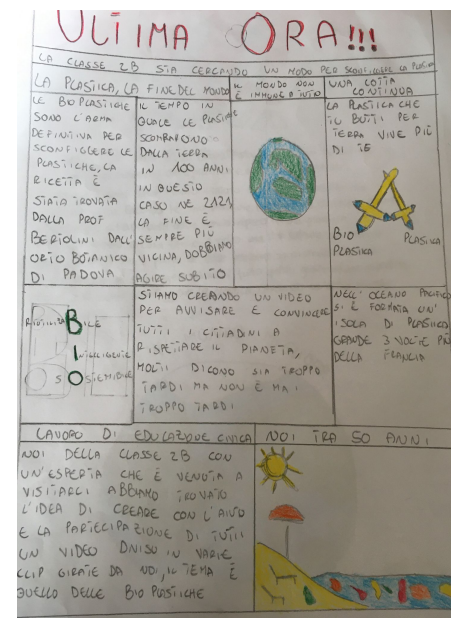 ULTIMA ORA!!!
LA CLASSE 2B STA CERCANDO UN MODO PER SCONFIGGERE LA PLASTICA
LA PLASTICA, LA FINE DEL MONDO
LE BIOPLASTICHE
SONO L'ARMA
DEFINITIVA PER
SCONFIGGERE LE
PLASTICHE, LA
RICETTA È
STATA TROVATA
DALLA PROF
BERTOLINI DALL'
ORTO BOTANICO
DI PADOVA
IL TEMPO IN
QUALE LE PLASTICHE
SCOMPAIONO
DALLA TERRA
IN 100 ANNI
IN QUESTO
CASO NE 2121
LA FINE È
SEMPRE PIÙ
VICINA, DOBBIAMO
AGIRE SUBITO
IL MONDO NON
È IMMUNE A TUTTO
UNA LOTTA
CONTINUA
LA PLASTICA CHE
TU BUTTI PER
TERRA VIVE PIÙ
DI TE
BIO
PLASTICA
PLASTICA
RIUTILIZZABILE
INTELLIGENTE
SOSTENIBILE
STIAMO CREANDO UN VIDEO
PER AVVISARE E CONVINCERE
TUTTI I CITTADINI A
RISPETTARE IL PIANETA,
MOLTI DICONO SIA TROPPO
TARDI MA NON È MAI
TROPPO TARDI
NELL'OCEANO PACIFICO
SI È FORMATA UN'
ISOLA DI PLASTICA
GRANDE 3 VOLTE PIÙ
DELLA FRANCIA
LAVORO DI EDUCAZIONE CIVICA
NOI DELLA CLASSE 2B CON
UN'ESPERTA CHE È VENUTA A
VISITARCI ABBIAMO TROVATO
L'IDEA DI CREARE CON L'AIUTO
E LA PARTECIPAZIONE DI TUTTI
UN VIDEO DIVISO IN VARIE
CLIP GIRATE DA NOI, IL TEMA È
QUELLO DELLE BIOPLASTICHE
NOI TRA 50 ANNI